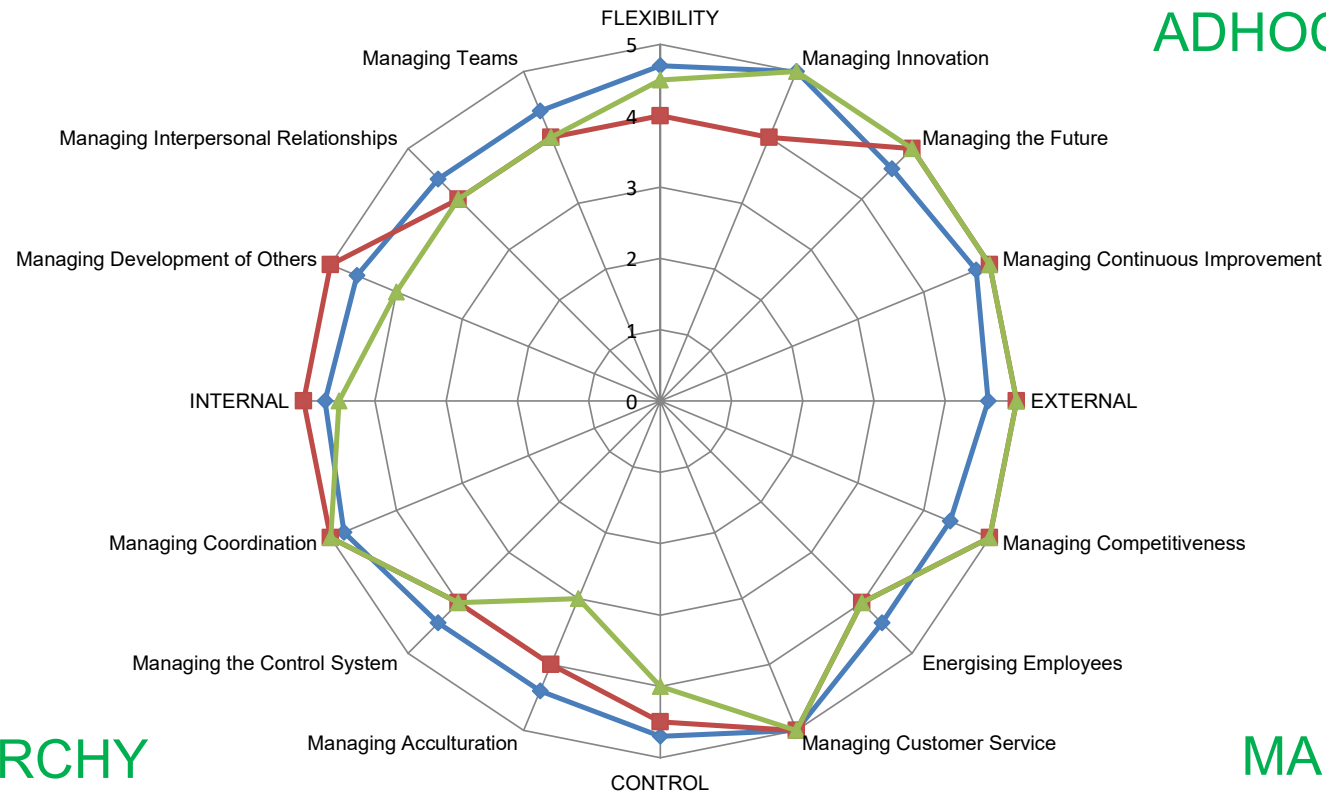 FLEXIBILITY
ADHOC
Managing Teams
5
Managing Innovation
4
Managing Interpersonal Relationships
Managing the Future
3
Managing Development of Others
2
Managing Continuous Improvement
1
INTERNAL
0
EXTERNAL
Managing Coordination
Managing Competitiveness
Managing the Control System
Energising Employees
Managing Acculturation
Managing Customer Service
RCHY
MA
CONTROL